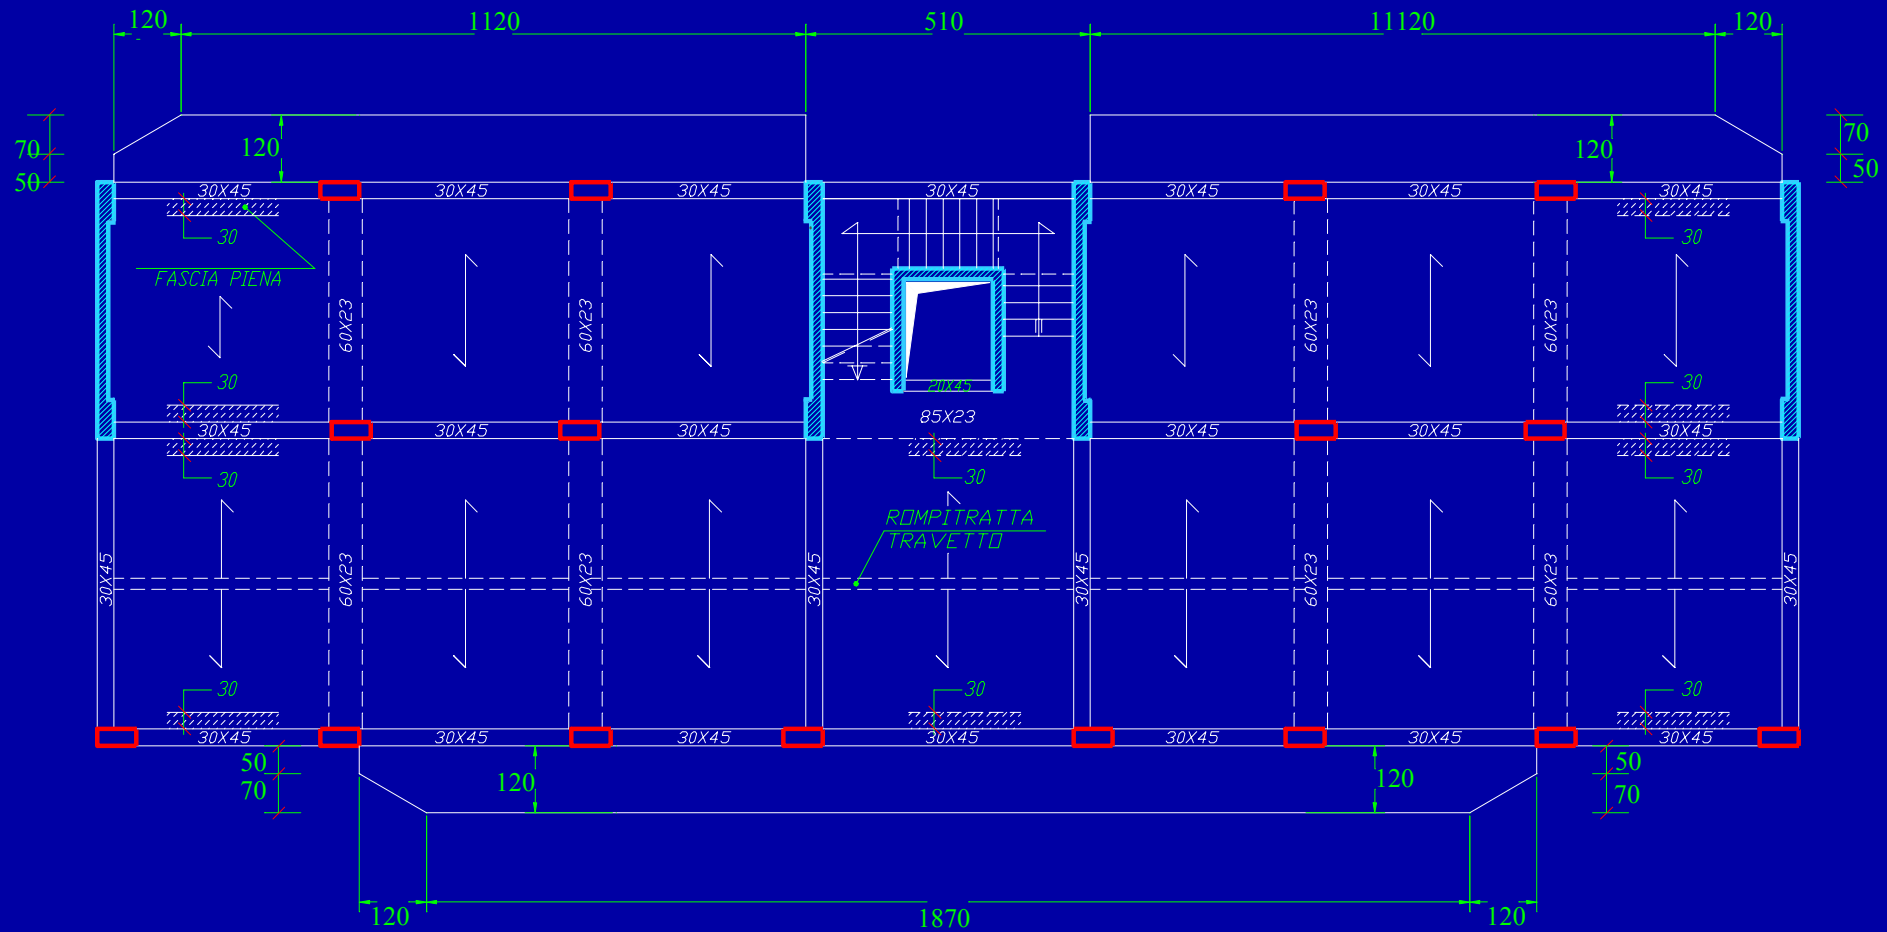 120 1120 510 11120 120
120 120
70 70
50 50
30X45 30X45 30X45 30X45 30X45 30X45 30X45
30 30
FASCIA PIENA
60X23 60X23 60X23 60X23
30 30
20X45
85X23
30X45 30X45 30X45 30X45 30X45 30X45
30 30 30
ROMPITRATTA
TRAVETTO
30X45 60X23 60X23 30X45 30X45 60X23 60X23 30X45
30 30 30
30X45 30X45 30X45 30X45 30X45 30X45 30X45
50 50
120 120
70 70
120 1870 120